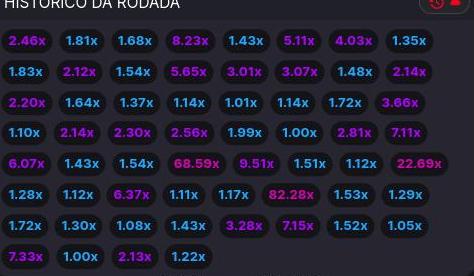 HISTÓRICO DA RODADA
2.46x 1.81x 1.68x 8.23x 1.43x 5.11x 4.03x 1.35x
1.83x 2.12x 1.54x 5.65x 3.01x 3.07x 1.48x 2.14x
2.20x 1.64x 1.37x 1.14x 1.01x 1.14x 1.72x 3.66x
1.10x 2.14x 2.30x 2.56x 1.99x 1.00x 2.81x 7.11x
6.07x 1.43x 1.54x 68.59x 9.51x 1.51x 1.12x 22.69x
1.28x 1.12x 6.37x 1.11x 1.17x 82.28x 1.53x 1.29x
1.72x 1.30x 1.08x 1.43x 3.28x 7.15x 1.52x 1.05x
7.33x 1.00x 2.13x 1.22x